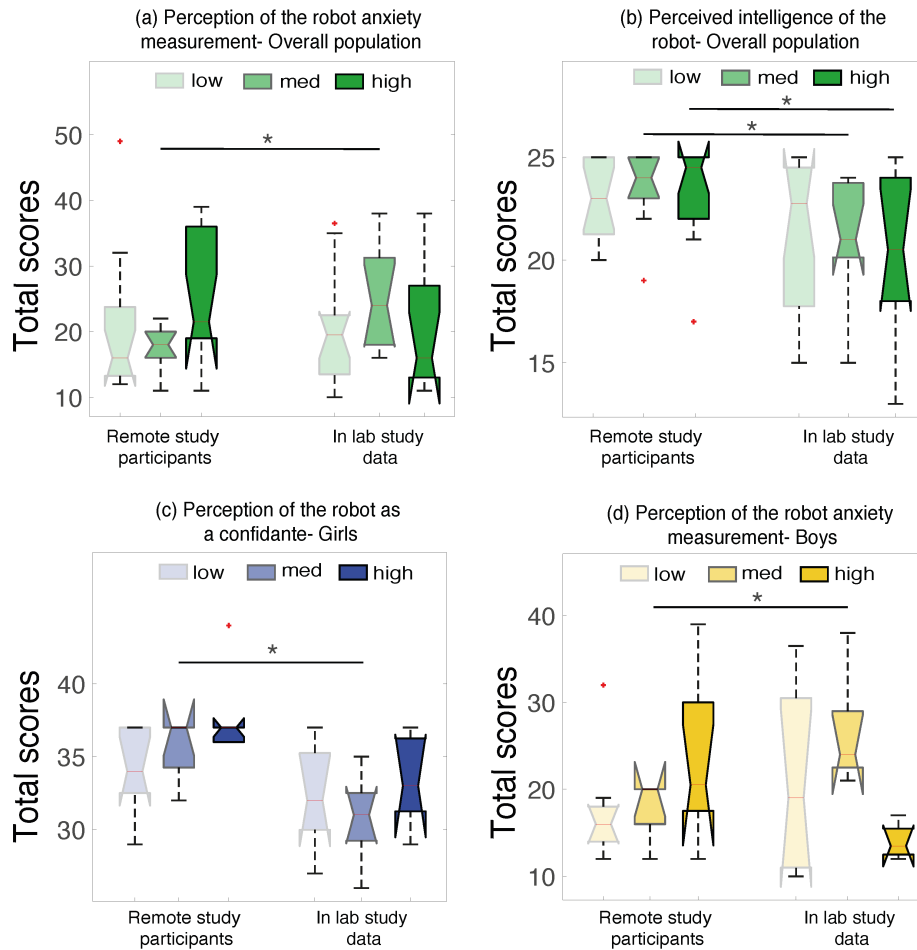 (a) Perception of the robot anxiety
measurement- Overall population
low med high
*
50
40
30
20
10
Total scores
Remote study
participants
In lab study
data
(b) Perceived intelligence of the
robot- Overall population
low med high
*
*
25
20
15
Total scores
Remote study
participants
In lab study
data
(c) Perception of the robot as
a confidante- Girls
low med high
*
40
35
30
Total scores
Remote study
participants
In lab study
data
(d) Perception of the robot anxiety
measurement- Boys
low med high
*
40
30
20
10
Total scores
Remote study
participants
In lab study
data